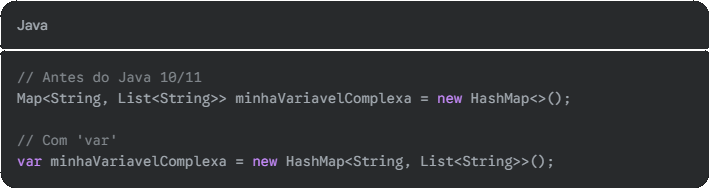 Java
// Antes do Java 10/11
Map<String, List<String>> minhaVariavelComplexa = new HashMap<>();
// Com 'var'
var minhaVariavelComplexa = new HashMap<String, List<String>>();